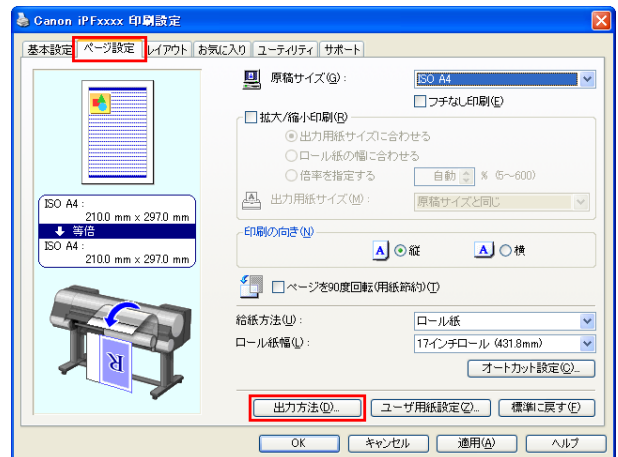 Canon iPFxxxx 印刷設定
基本設定 ページ設定 レイアウト お気に入り ユーティリティ サポート
原稿サイズ(G):
ISO A4
フチなし印刷(E)
拡大/縮小印刷(R)
出力用紙サイズに合わせる
ロール紙の幅に合わせる
倍率を指定する
自動 % (5～600)
出力用紙サイズ(M):
原稿サイズと同じ
ISO A4 :
210.0 mm x 297.0 mm
等倍
ISO A4 :
210.0 mm x 297.0 mm
印刷の向き(N)
A 縦
A 横
ページを90度回転(用紙節約)(T)
給紙方法(U):
ロール紙
ロール紙幅(L):
17インチロール (431.8mm)
オートカット設定(C)...
R
出力方法(D)...
ユーザ用紙設定(Z)...
標準に戻す(F)
OK
キャンセル
適用(A)
ヘルプ